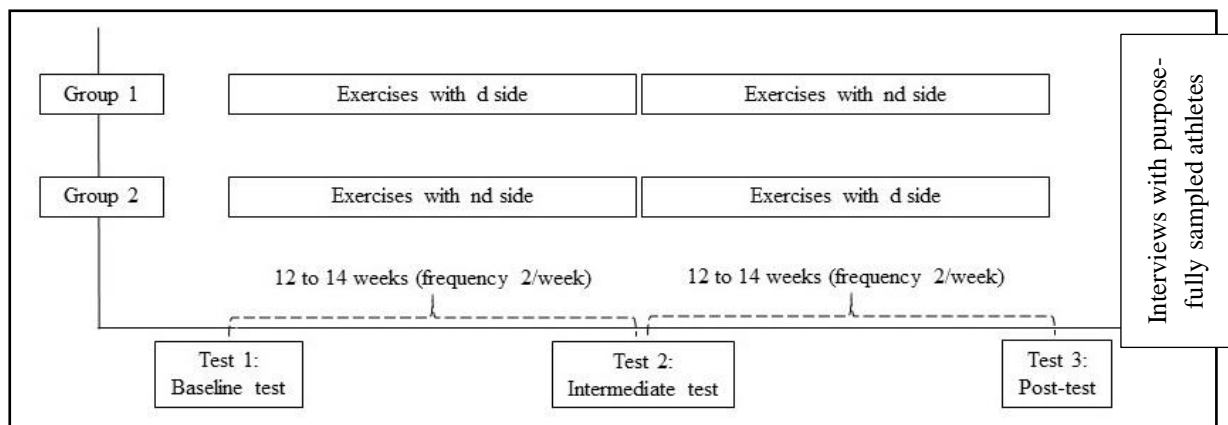 Group 1
Exercises with d side
Exercises with nd side
Group 2
Exercises with nd side
Exercises with d side
12 to 14 weeks (frequency 2/week)
12 to 14 weeks (frequency 2/week)
Test 1:
Baseline test
Test 2:
Intermediate test
Test 3:
Post-test
Interviews with purpose-
fully sampled athletes